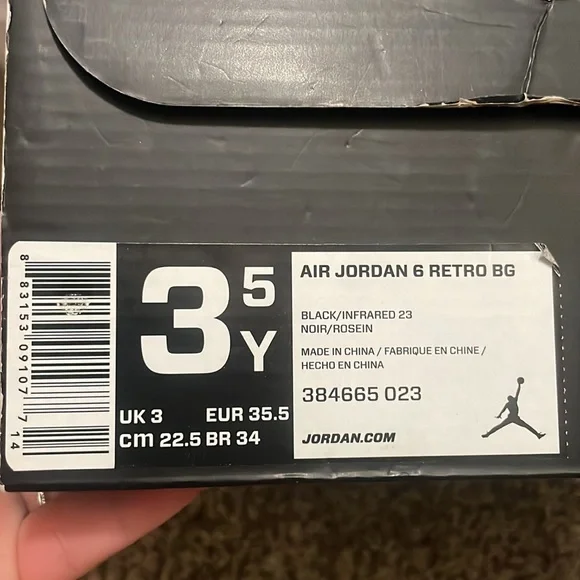 8 83153 09107 7 14
3 5Y
UK 3 EUR 35.5
cm 22.5 BR 34
AIR JORDAN 6 RETRO BG
BLACK/INFRARED 23
NOIR/ROSEIN
MADE IN CHINA / FABRIQUE EN CHINE /
HECHO EN CHINA
384665 023
JORDAN.COM